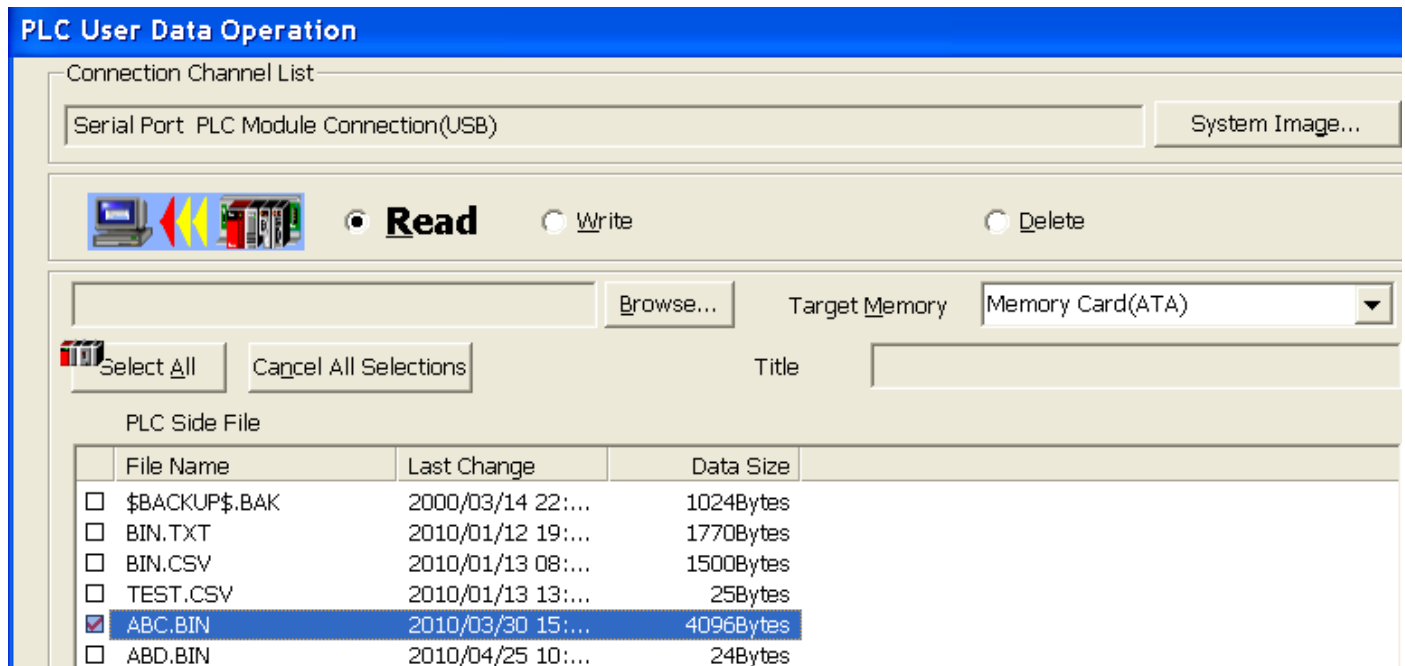 PLC User Data Operation
Connection Channel List
Serial Port PLC Module Connection(USB)
System Image...
Read
Write
Delete
Browse...
Target Memory
Memory Card(ATA)
Select All
Cancel All Selections
Title
PLC Side File
File Name Last Change Data Size
$BACKUP$.BAK 2000/03/14 22:... 1024Bytes
BIN.TXT 2010/01/12 19:... 1770Bytes
BIN.CSV 2010/01/13 08:... 1500Bytes
TEST.CSV 2010/01/13 13:... 25Bytes
ABC.BIN 2010/03/30 15:... 4096Bytes
ABD.BIN 2010/04/25 10:... 24Bytes